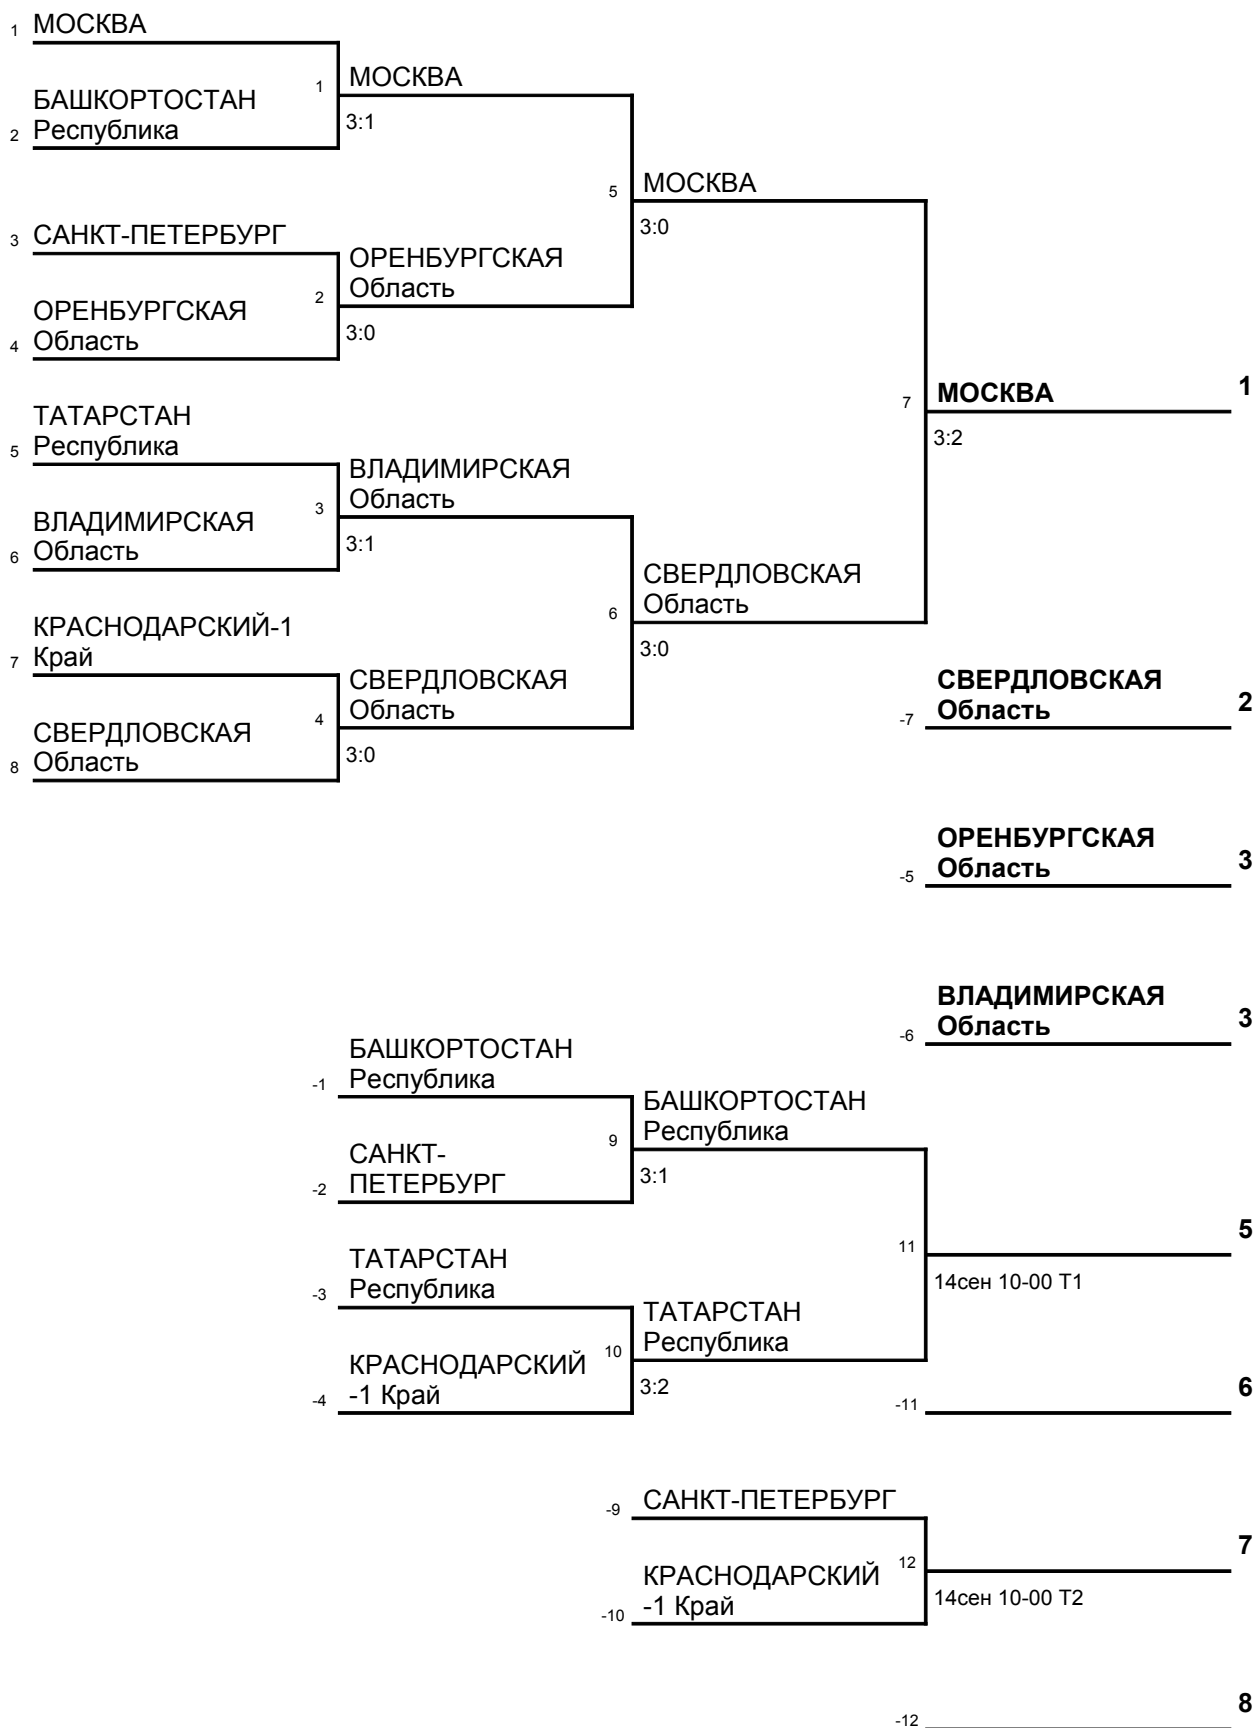 1 МОСКВА
БАШКОРТОСТАН
2 Республика
1 МОСКВА
3:1
3 САНКТ-ПЕТЕРБУРГ
ОРЕНБУРГСКАЯ
4 Область
2
ОРЕНБУРГСКАЯ
Область
3:0
5 МОСКВА
3:0
ТАТАРСТАН
5 Республика
ВЛАДИМИРСКАЯ
6 Область
3
ВЛАДИМИРСКАЯ
Область
3:1
КРАСНОДАРСКИЙ-1
7 Край
СВЕРДЛОВСКАЯ
8 Область
4
СВЕРДЛОВСКАЯ
Область
3:0
6
СВЕРДЛОВСКАЯ
Область
3:0
7 МОСКВА 1
3:2
СВЕРДЛОВСКАЯ
-7 Область 2
ОРЕНБУРГСКАЯ
-5 Область 3
ВЛАДИМИРСКАЯ
-6 Область 3
БАШКОРТОСТАН
-1 Республика
САНКТ-
-2 ПЕТЕРБУРГ
9
БАШКОРТОСТАН
Республика
3:1
ТАТАРСТАН
-3 Республика
КРАСНОДАРСКИЙ
-4 -1 Край
10
ТАТАРСТАН
Республика
3:2
11 5
14сен 10-00 Т1
-11 6
-9 САНКТ-ПЕТЕРБУРГ
КРАСНОДАРСКИЙ
-10 -1 Край
12 7
14сен 10-00 Т2
-12 8